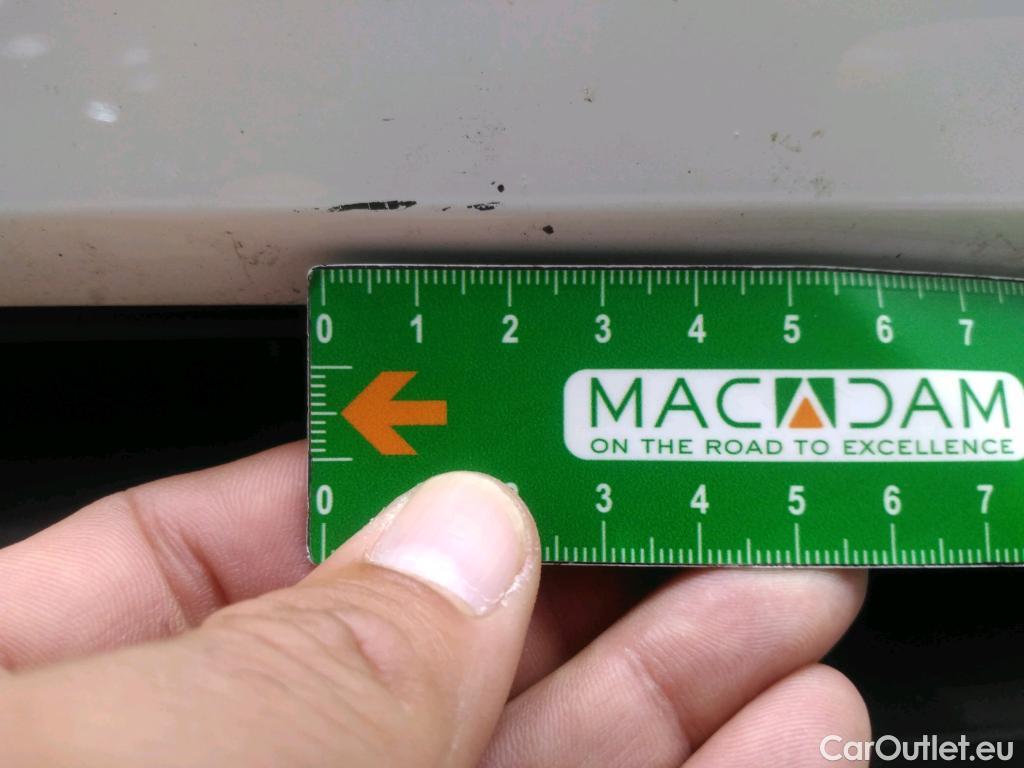 0 1 2 3 4 5 6 7
MACADAM
ON THE ROAD TO EXCELLENCE
0 3 4 5 6 7
CarOutlet.eu